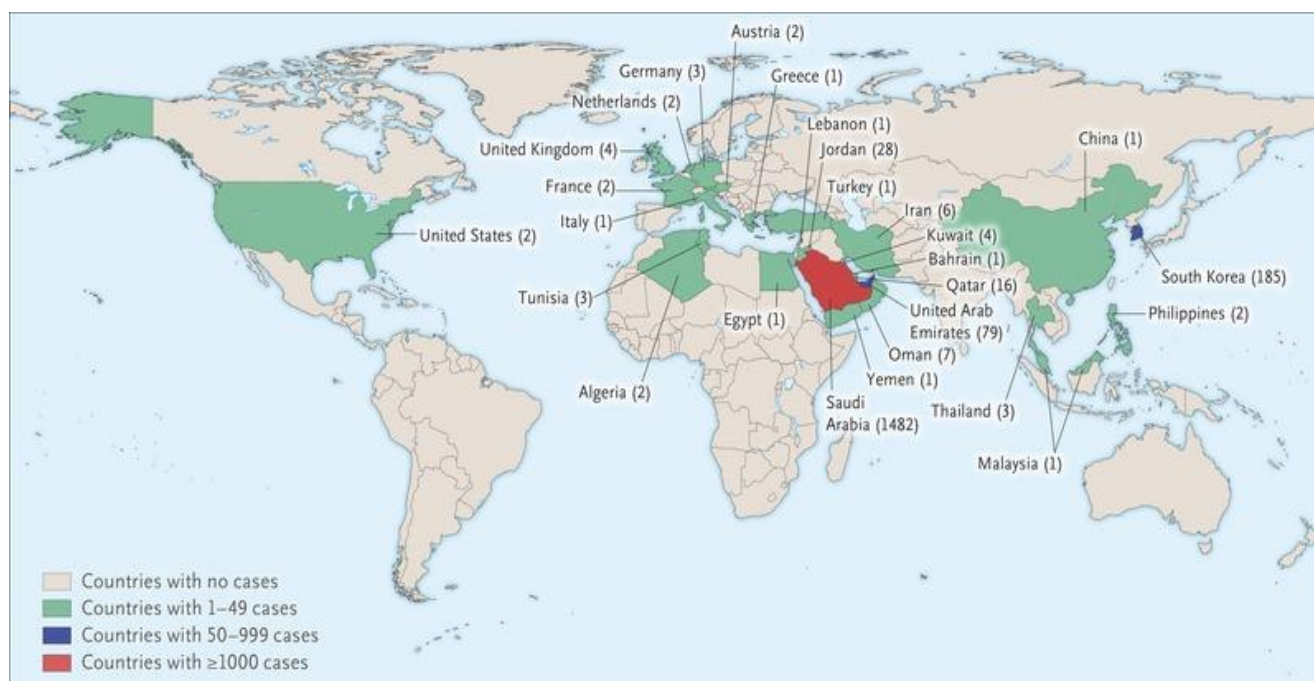 Austria (2)
Germany (3)
Greece (1)
Netherlands (2)
Lebanon (1)
United Kingdom (4)
Jordan (28)
China (1)
France (2)
Turkey (1)
Italy (1)
Iran (6)
United States (2)
Kuwait (4)
Bahrain (1)
South Korea (185)
Tunisia (3)
Qatar (16)
Egypt (1)
United Arab
Emirates (79)
Philippines (2)
Oman (7)
Algeria (2)
Yemen (1)
Saudi
Arabia (1482)
Thailand (3)
Malaysia (1)
Countries with no cases
Countries with 1–49 cases
Countries with 50–999 cases
Countries with ≥1000 cases